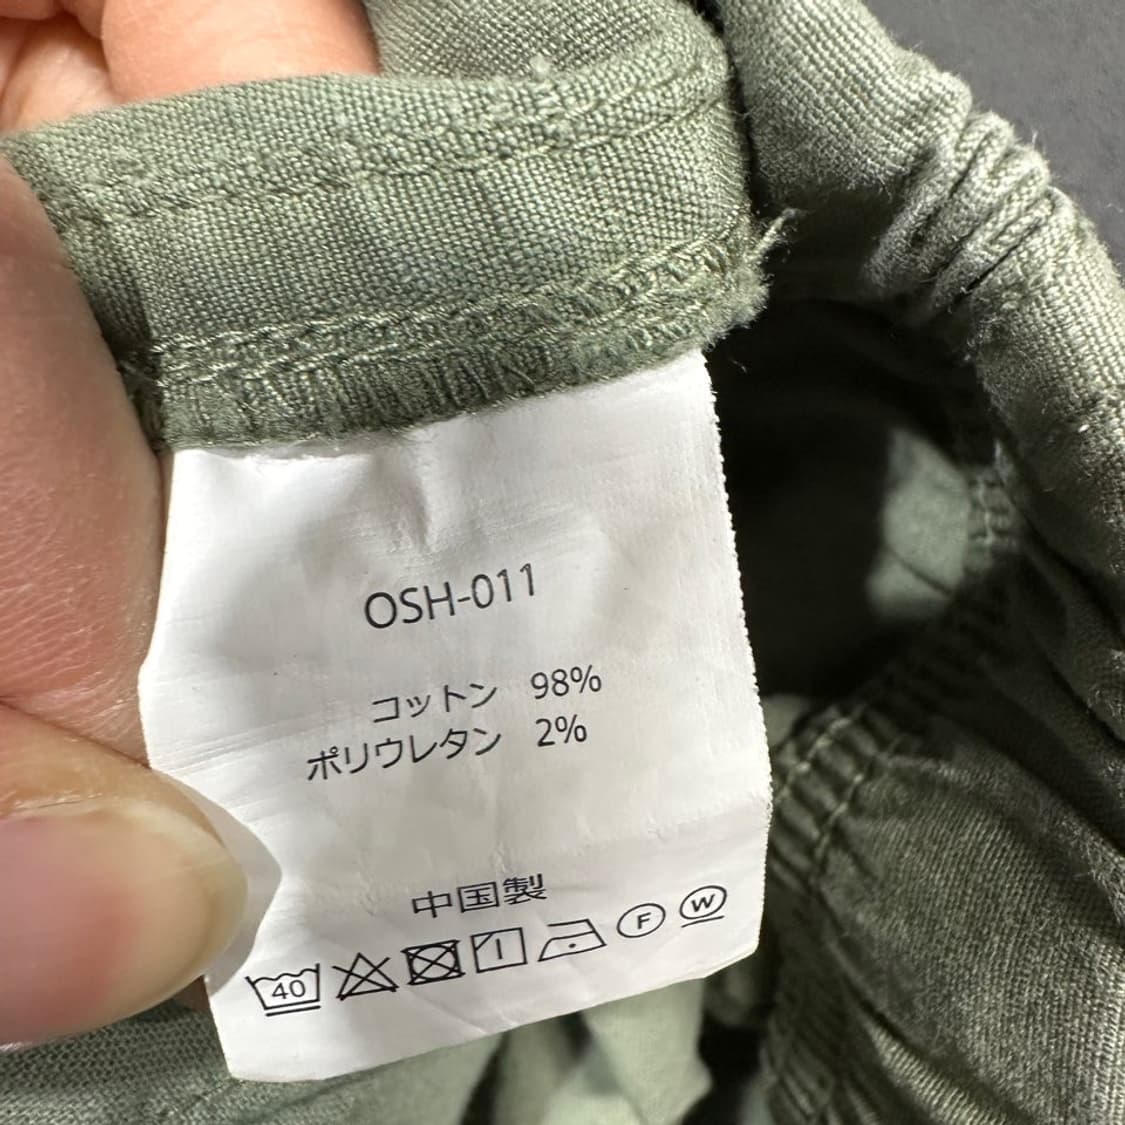 OSH-011
コットン 98%
ポリウレタン 2%
中国製
40 F W